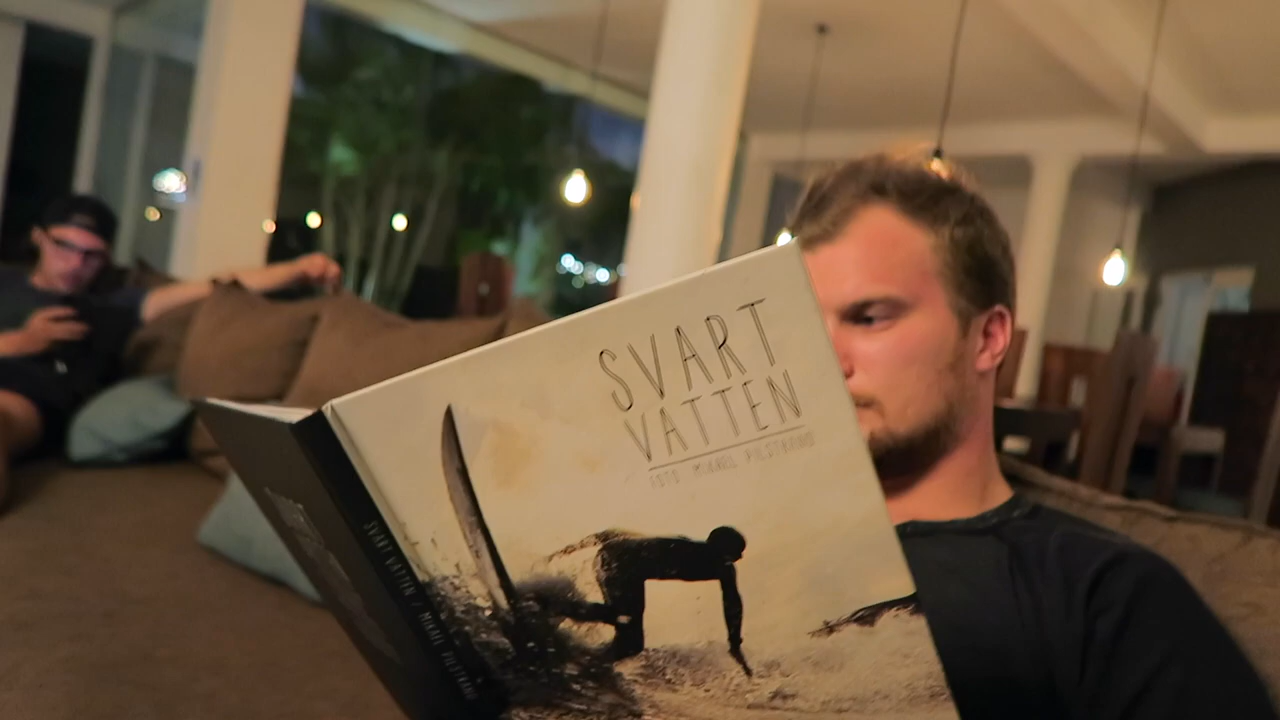 SVART
VATTEN
FOTO MIKAEL PILSTRAND
SVART VATTEN / MIKAEL PILSTRAND